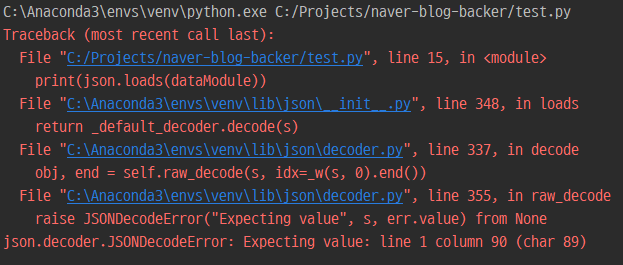 C:\Anaconda3\envs\venv\python.exe C:/Projects/naver-blog-backer/test.py
Traceback (most recent call last):
  File "C:/Projects/naver-blog-backer/test.py", line 15, in <module>
    print(json.loads(dataModule))
  File "C:\Anaconda3\envs\venv\lib\json\__init__.py", line 348, in loads
    return _default_decoder.decode(s)
  File "C:\Anaconda3\envs\venv\lib\json\decoder.py", line 337, in decode
    obj, end = self.raw_decode(s, idx=_w(s, 0).end())
  File "C:\Anaconda3\envs\venv\lib\json\decoder.py", line 355, in raw_decode
    raise JSONDecodeError("Expecting value", s, err.value) from None
json.decoder.JSONDecodeError: Expecting value: line 1 column 90 (char 89)